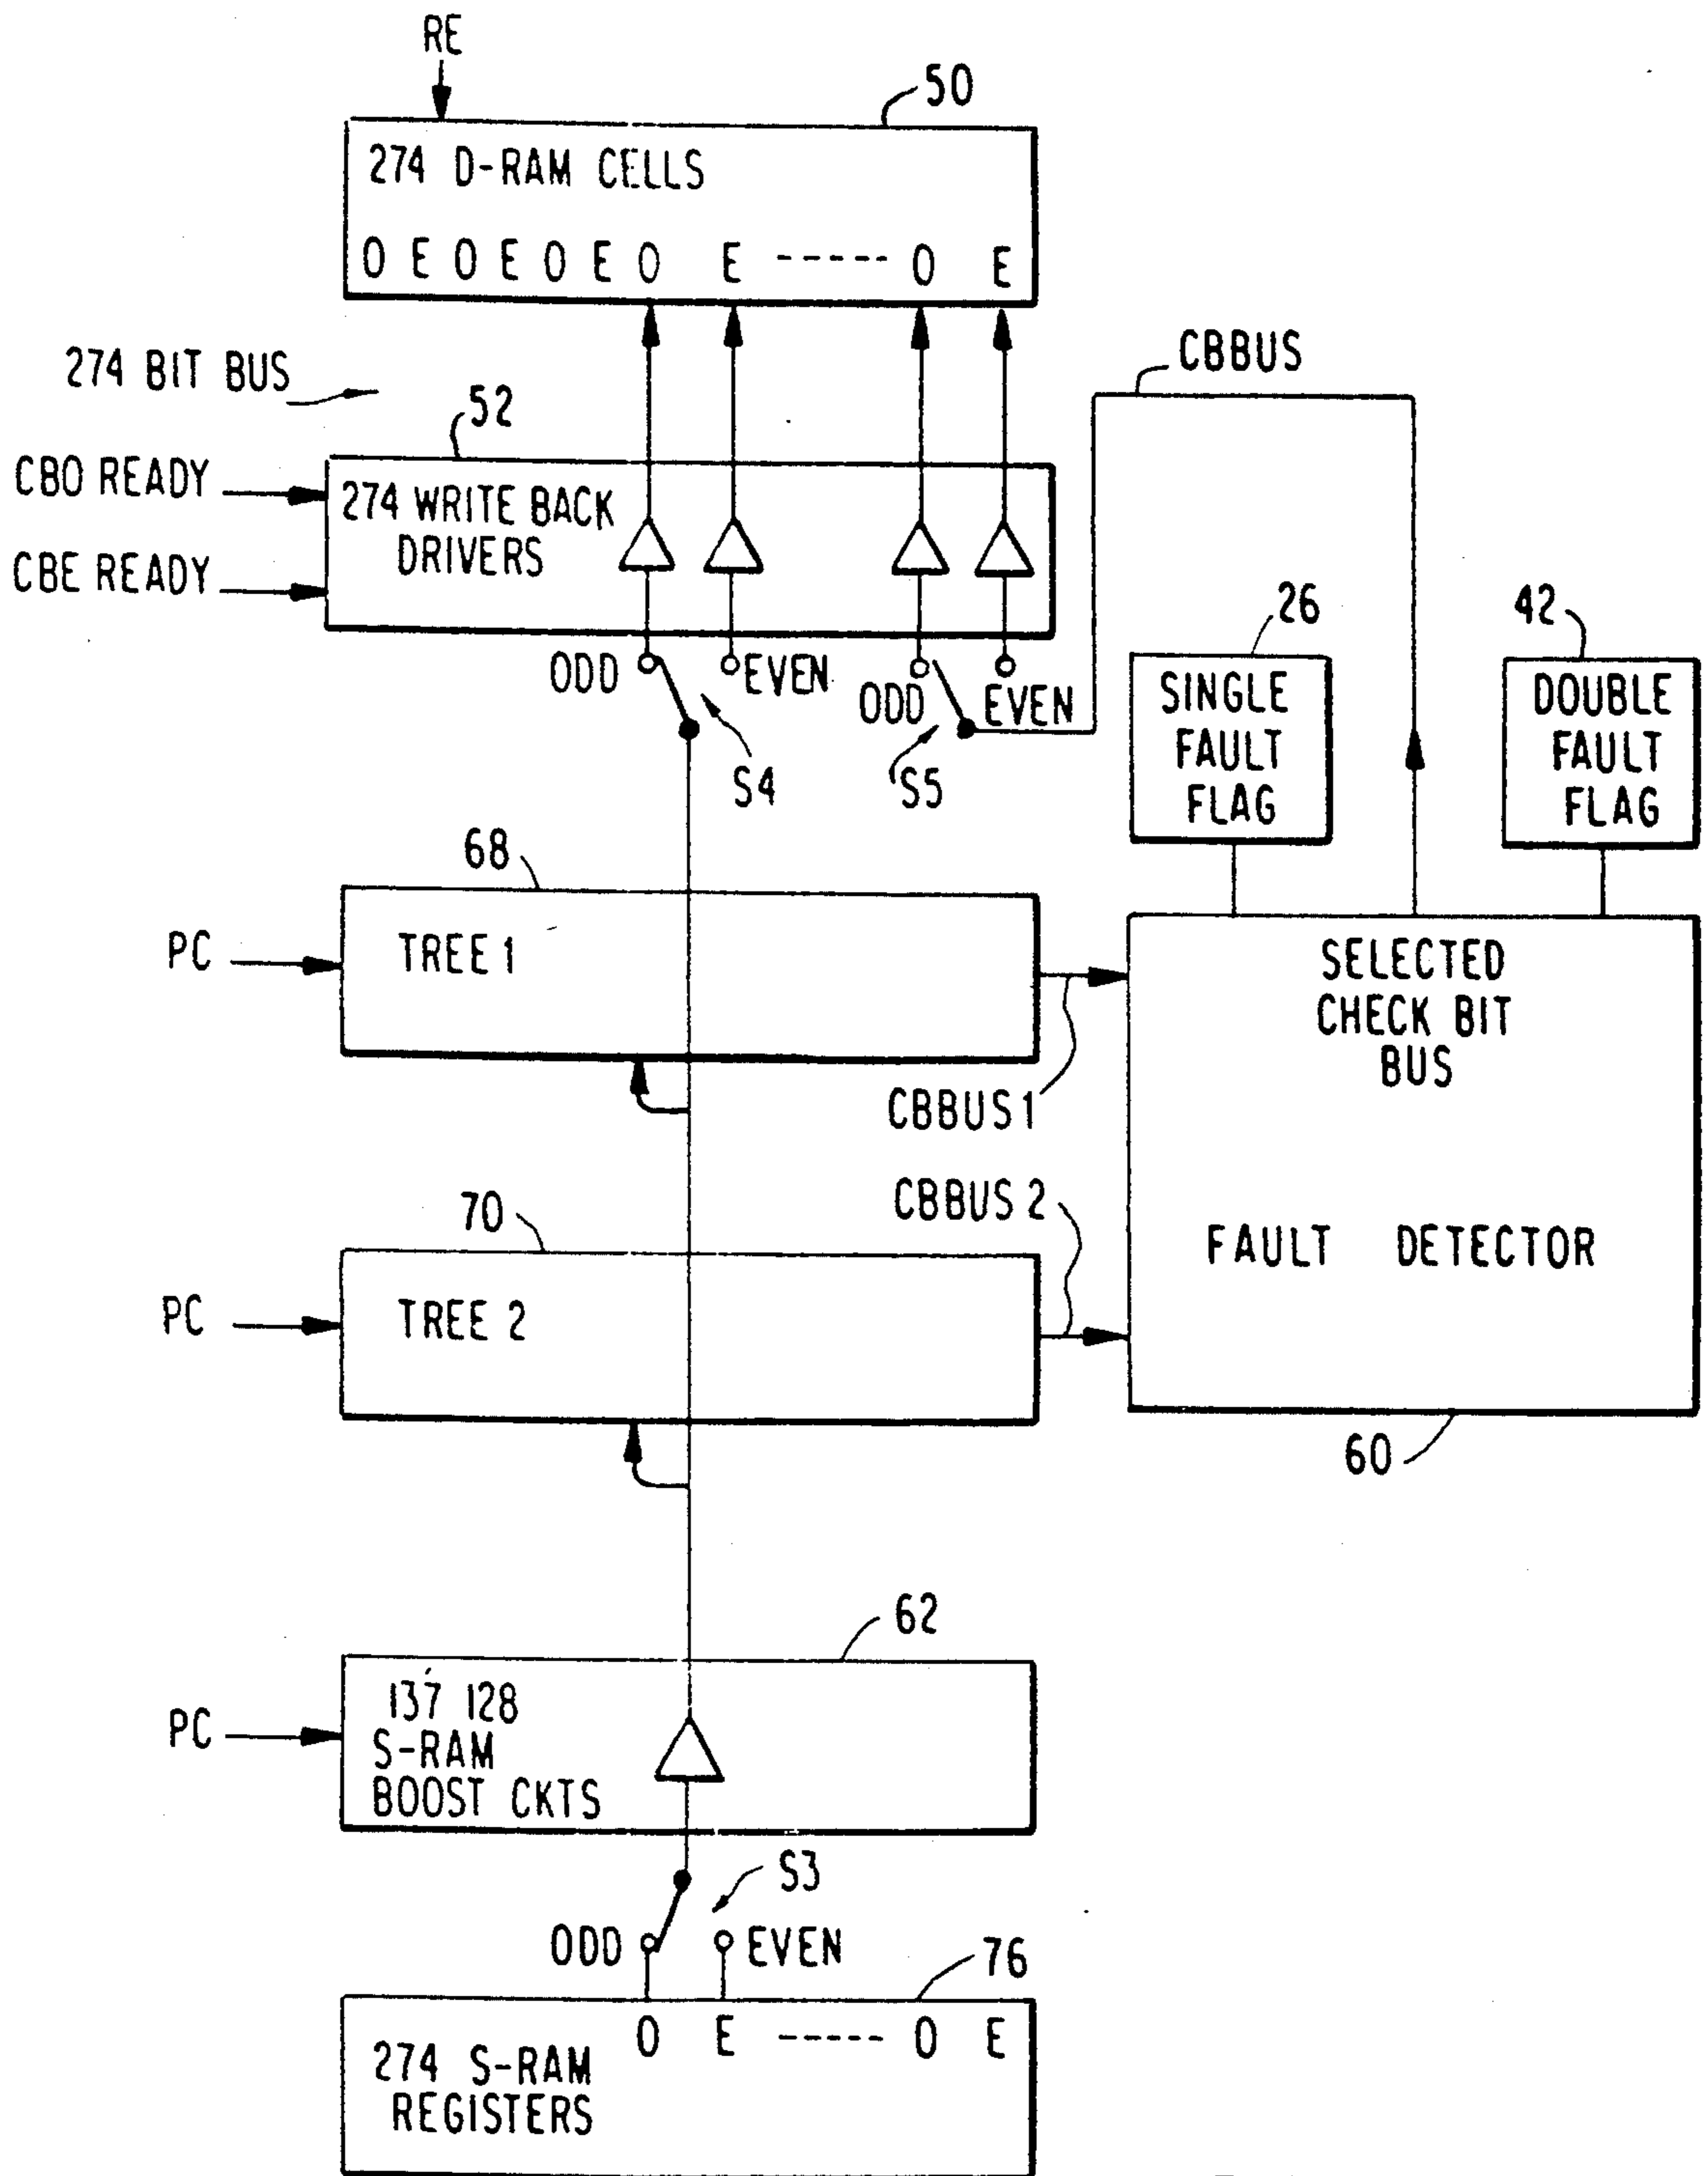 RE
50
274 D-RAM CELLS
O E O E O E O E ----- O E
274 BIT BUS
CBBUS
52
CBO READY
274 WRITE BACK
DRIVERS
CBE READY
ODD
EVEN
ODD
EVEN
S4
S5
26
42
SINGLE
FAULT
FLAG
DOUBLE
FAULT
FLAG
68
PC
TREE 1
SELECTED
CHECK BIT
BUS
CBBUS 1
70
CBBUS 2
PC
TREE 2
FAULT DETECTOR
60
62
PC
137 128
S-RAM
BOOST CKTS
S3
ODD
EVEN
76
O E ----- O E
274 S-RAM
REGISTERS